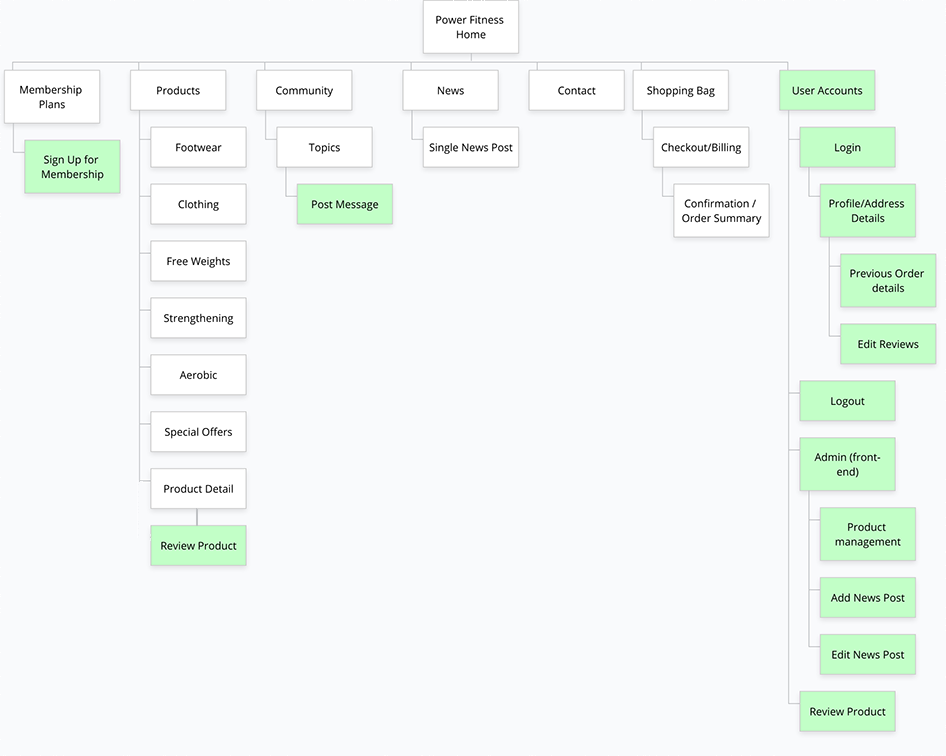 Power Fitness
Home
Membership
Plans
Sign Up for
Membership
Products
Footwear
Clothing
Free Weights
Strengthening
Aerobic
Special Offers
Product Detail
Review Product
Community
Topics
Post Message
News
Single News Post
Contact
Shopping Bag
Checkout/Billing
Confirmation /
Order Summary
User Accounts
Login
Profile/Address
Details
Previous Order
details
Edit Reviews
Logout
Admin (front-
end)
Product
management
Add News Post
Edit News Post
Review Product